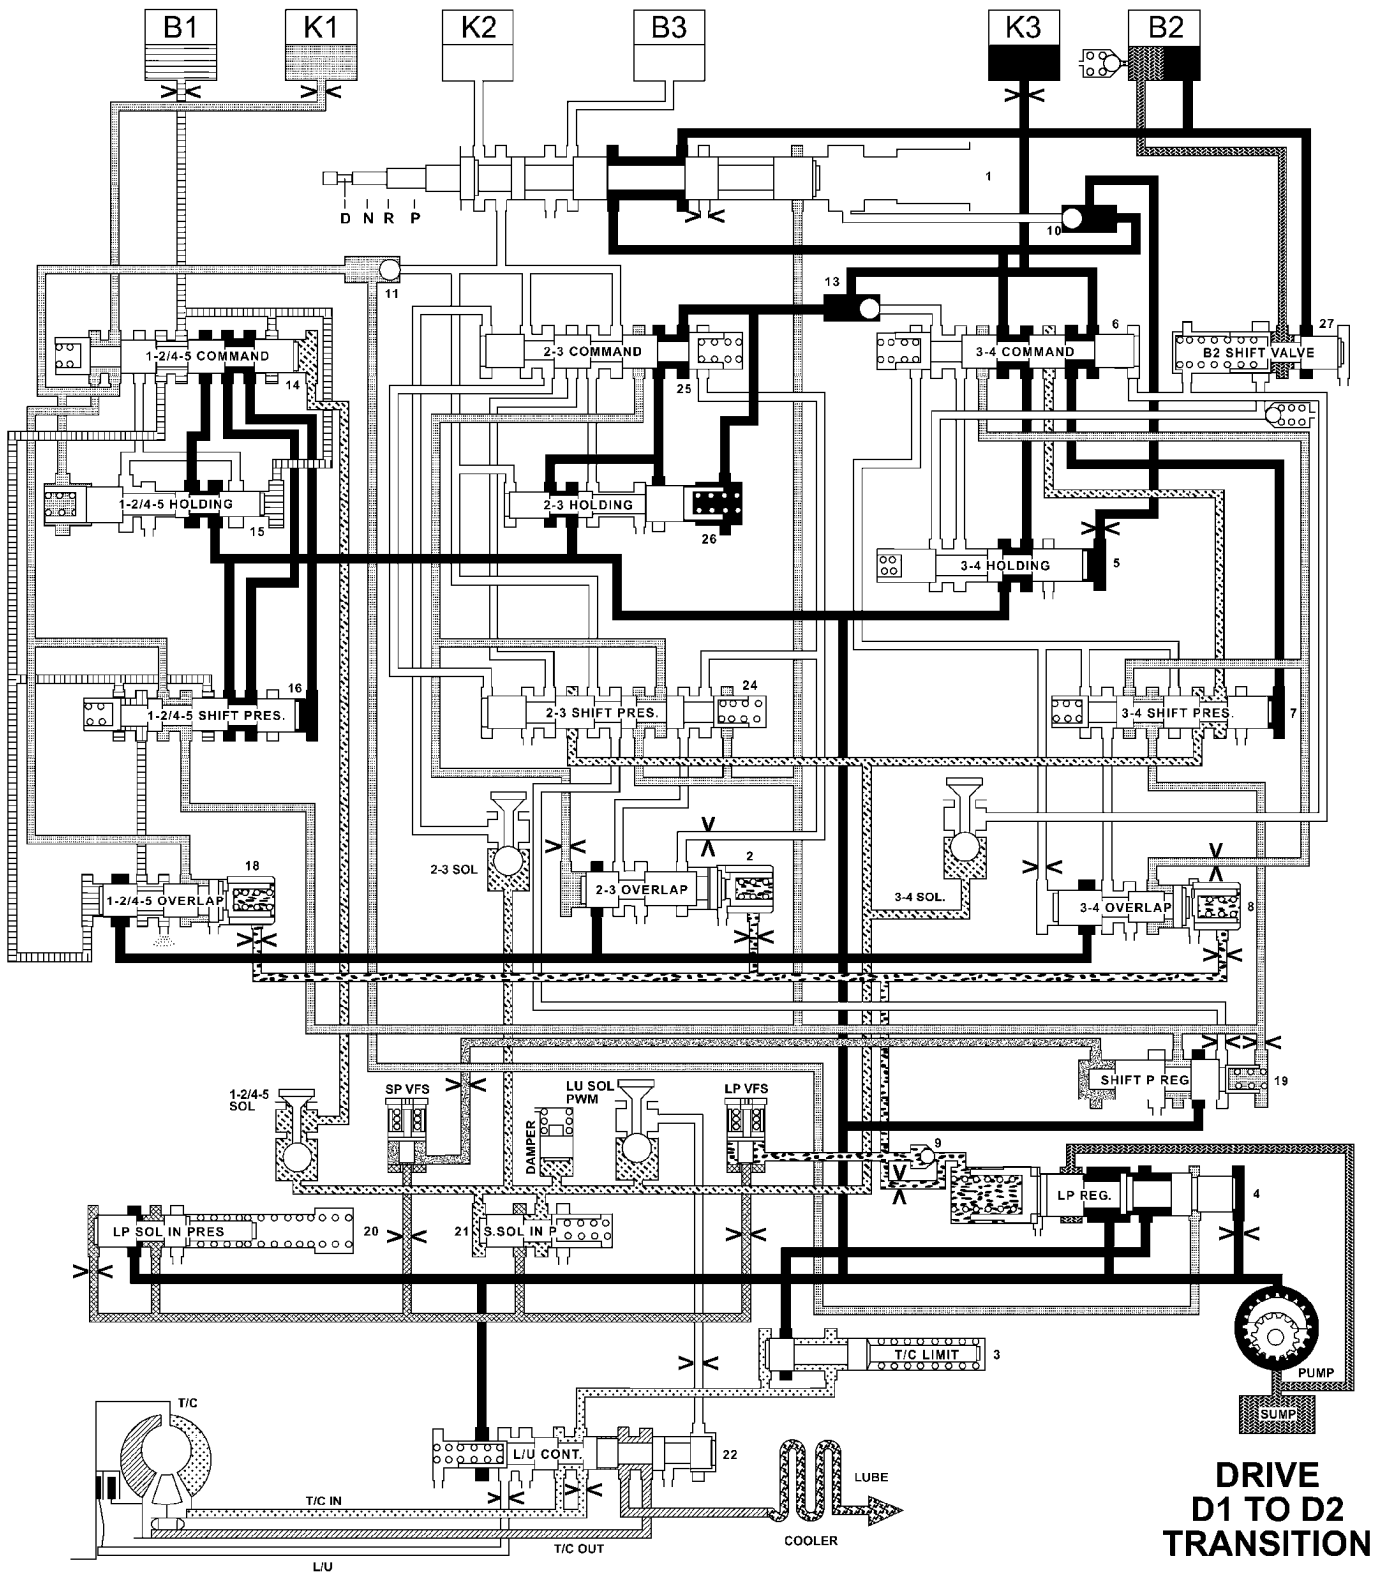 B1
K1
K2
B3
K3
B2
D N R P
1
10
11
13
6
27
1-2/4-5 COMMAND
14
2-3 COMMAND
25
3-4 COMMAND
B2 SHIFT VALVE
1-2/4-5 HOLDING
15
2-3 HOLDING
26
3-4 HOLDING
5
16
1-2/4-5 SHIFT PRES.
24
2-3 SHIFT PRES.
3-4 SHIFT PRES.
7
2-3 SOL
18
1-2/4-5 OVERLAP
2
2-3 OVERLAP
3-4 SOL.
3-4 OVERLAP
8
1-2/4-5
SOL
SP VFS
LU SOL
PWM
LP VFS
SHIFT P REG
19
DAMPER
9
LP REG.
4
LP SOL IN PRES
20
21
S.SOL IN P
T/C LIMIT
3
PUMP
SUMP
T/C
L/U CONT.
22
T/C IN
LUBE
COOLER
T/C OUT
L/U
DRIVE
D1 TO D2
TRANSITION